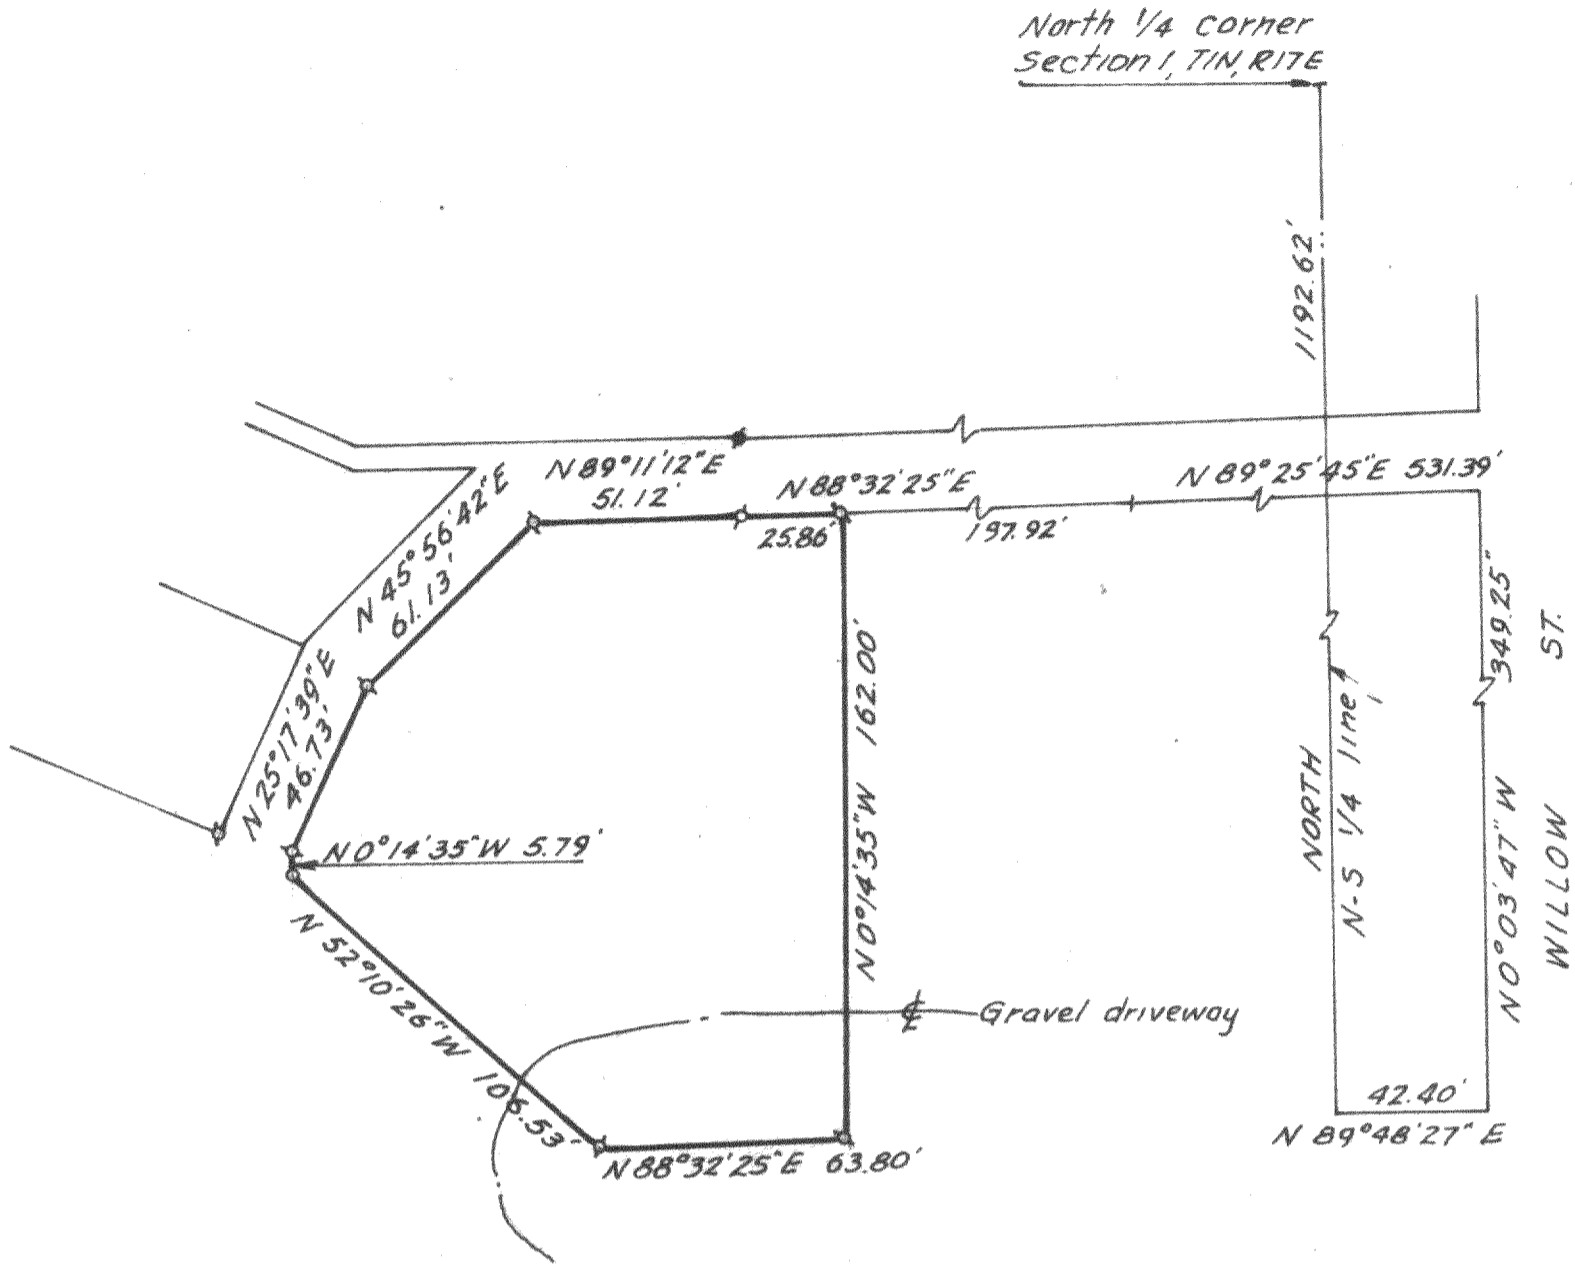 North 1/4 corner
Section 1, T1N, R17E
1192.62'
N 89°11'12" E
51.12'
N 88°32'25" E
25.86'
197.92'
N 89°25'45" E 531.39'
N 45°56'42" E
61.13'
N 25°17'39" E
46.73'
N 0°14'35" W 5.79'
N 52°10'26" W 106.53'
N 0°14'35" W 162.00'
N 88°32'25" E 63.80'
℄ Gravel driveway
NORTH
N-S 1/4 line
349.25"
N 0°03'47" W
WILLOW ST.
42.40'
N 89°48'27" E